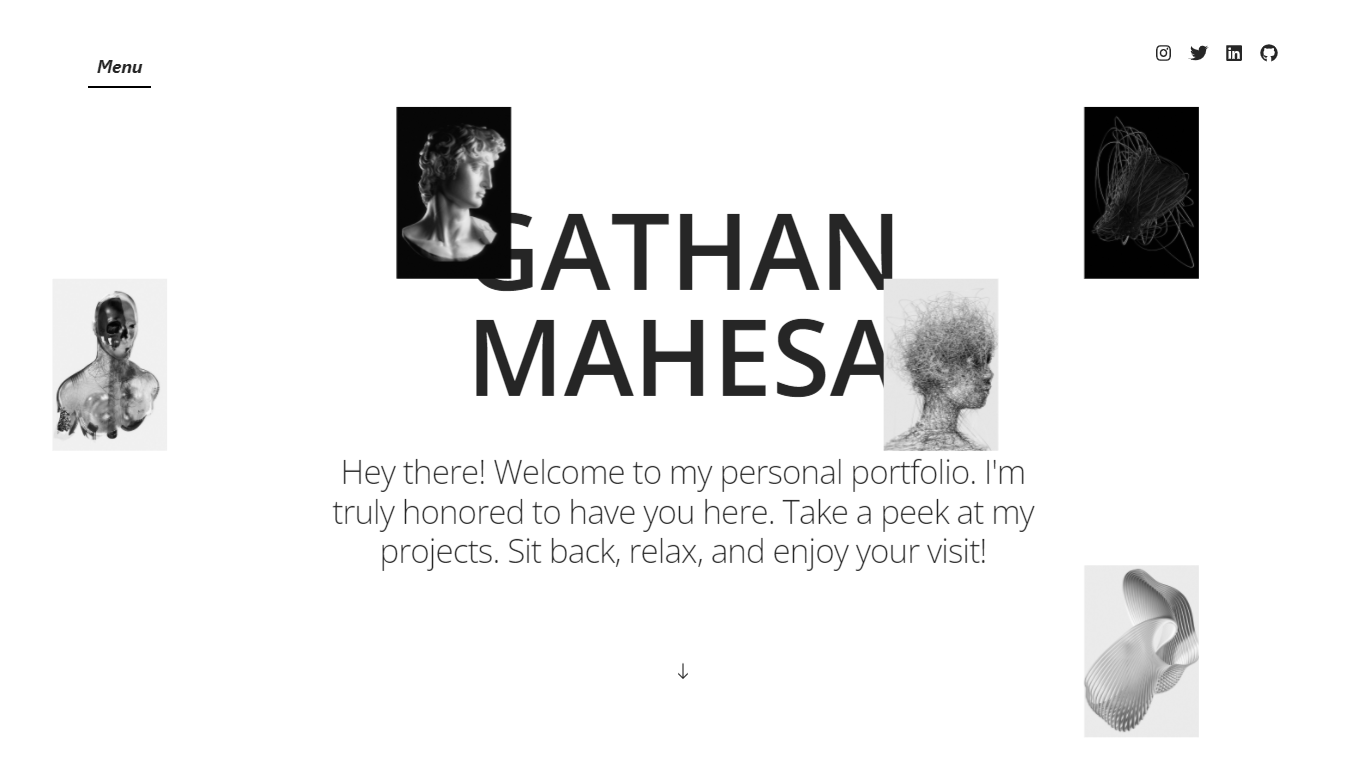 Menu
GATHAN
MAHESA
Hey there! Welcome to my personal portfolio. I'm
truly honored to have you here. Take a peek at my
projects. Sit back, relax, and enjoy your visit!